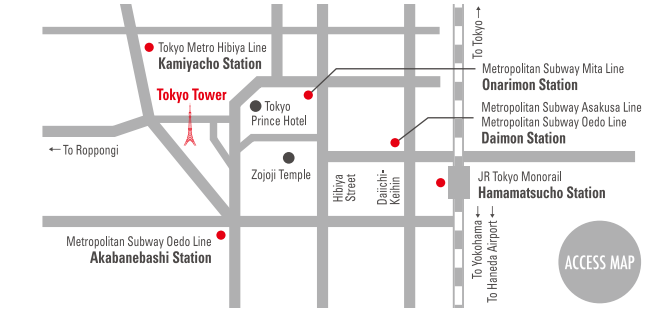 To Tokyo
Tokyo Metro Hibiya Line
Kamiyacho Station
Metropolitan Subway Mita Line
Onarimon Station
Tokyo Tower
Tokyo
Prince Hotel
Metropolitan Subway Asakusa Line
Metropolitan Subway Oedo Line
Daimon Station
To Roppongi
Zojoji Temple
Hibiya
Street
Daiichi-
Keihin
JR Tokyo Monorail
Hamamatsucho Station
Metropolitan Subway Oedo Line
Akabanebashi Station
To Yokohama
To Haneda Airport
ACCESS MAP